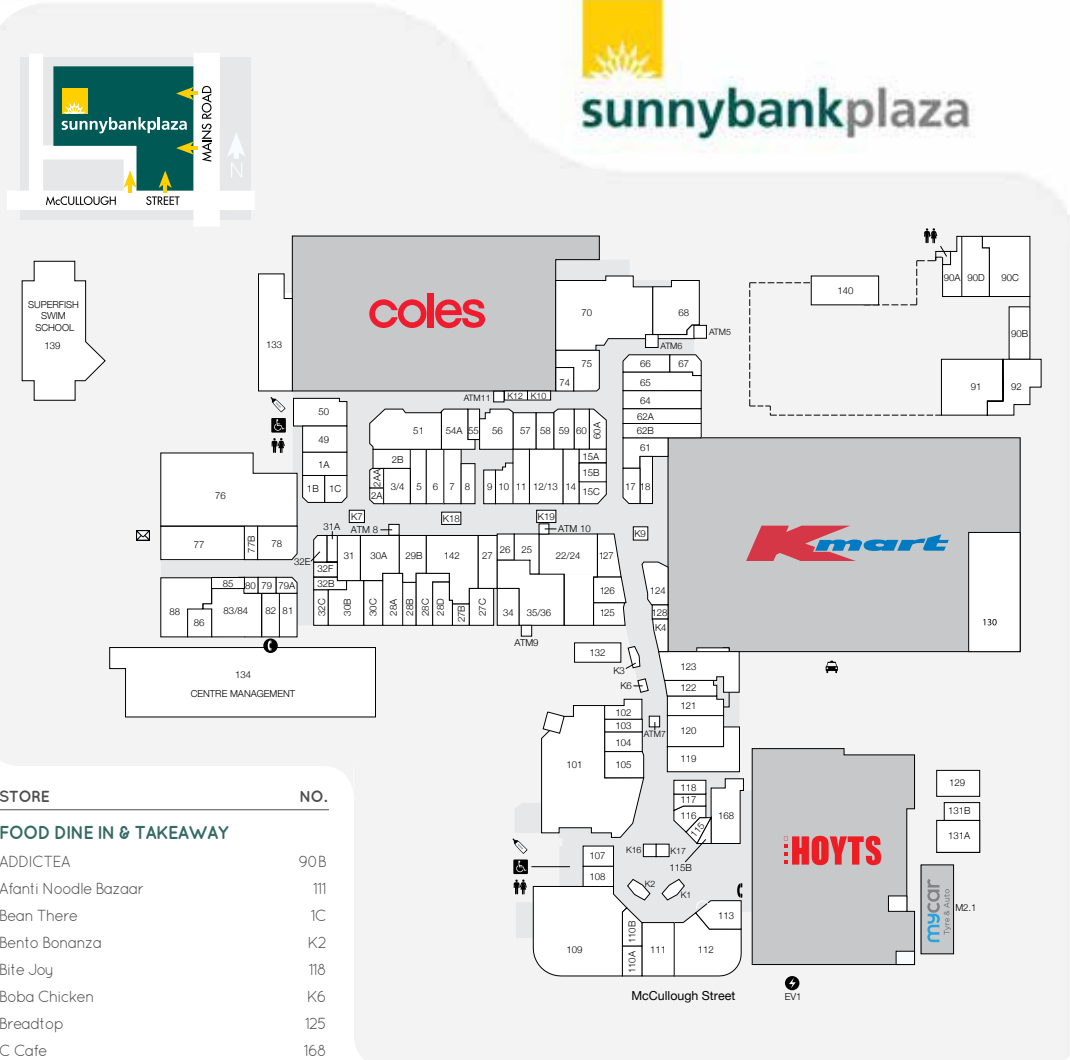 sunnybankplaza
sunnybankplaza
MAINS ROAD
N
McCULLOUGH STREET
SUPERFISH
SWIM
SCHOOL
139
133
coles
70
68
ATM5
ATM6
75
74
ATM11
K12
K10
140
90A
90D
90C
90B
91
92
66
67
65
64
62A
62B
61
17
18
50
49
1A
1B
1C
51
54A
55
56
57
58
59
60
60A
2B
2AA
2A
3/4
5
6
7
8
9
10
11
12/13
14
15A
15B
15C
76
77
77B
78
K7
ATM 8
K18
K19
ATM 10
K9
31A
32E
32F
32B
32C
31
30A
29B
142
27
26
25
22/24
127
30B
30C
28A
28B
28C
28D
27B
27C
34
35/36
126
125
ATM9
124
128
K4
kmart
130
85
80
79
79A
88
86
83/84
82
81
134
CENTRE MANAGEMENT
132
K3
K6
123
122
121
120
119
ATM7
102
103
104
105
101
118
117
116
115
168
115B
K16
K17
K2
K1
107
108
109
110B
110A
111
112
113
McCullough Street
HOYTS
129
131B
131A
mycar
Tyre & Auto
M2.1
EV1
STORE NO.
FOOD DINE IN & TAKEAWAY
ADDICTEA 90B
Afanti Noodle Bazaar 111
Bean There 1C
Bento Bonanza K2
Bite Joy 118
Boba Chicken K6
Breadtop 125
C Cafe 168